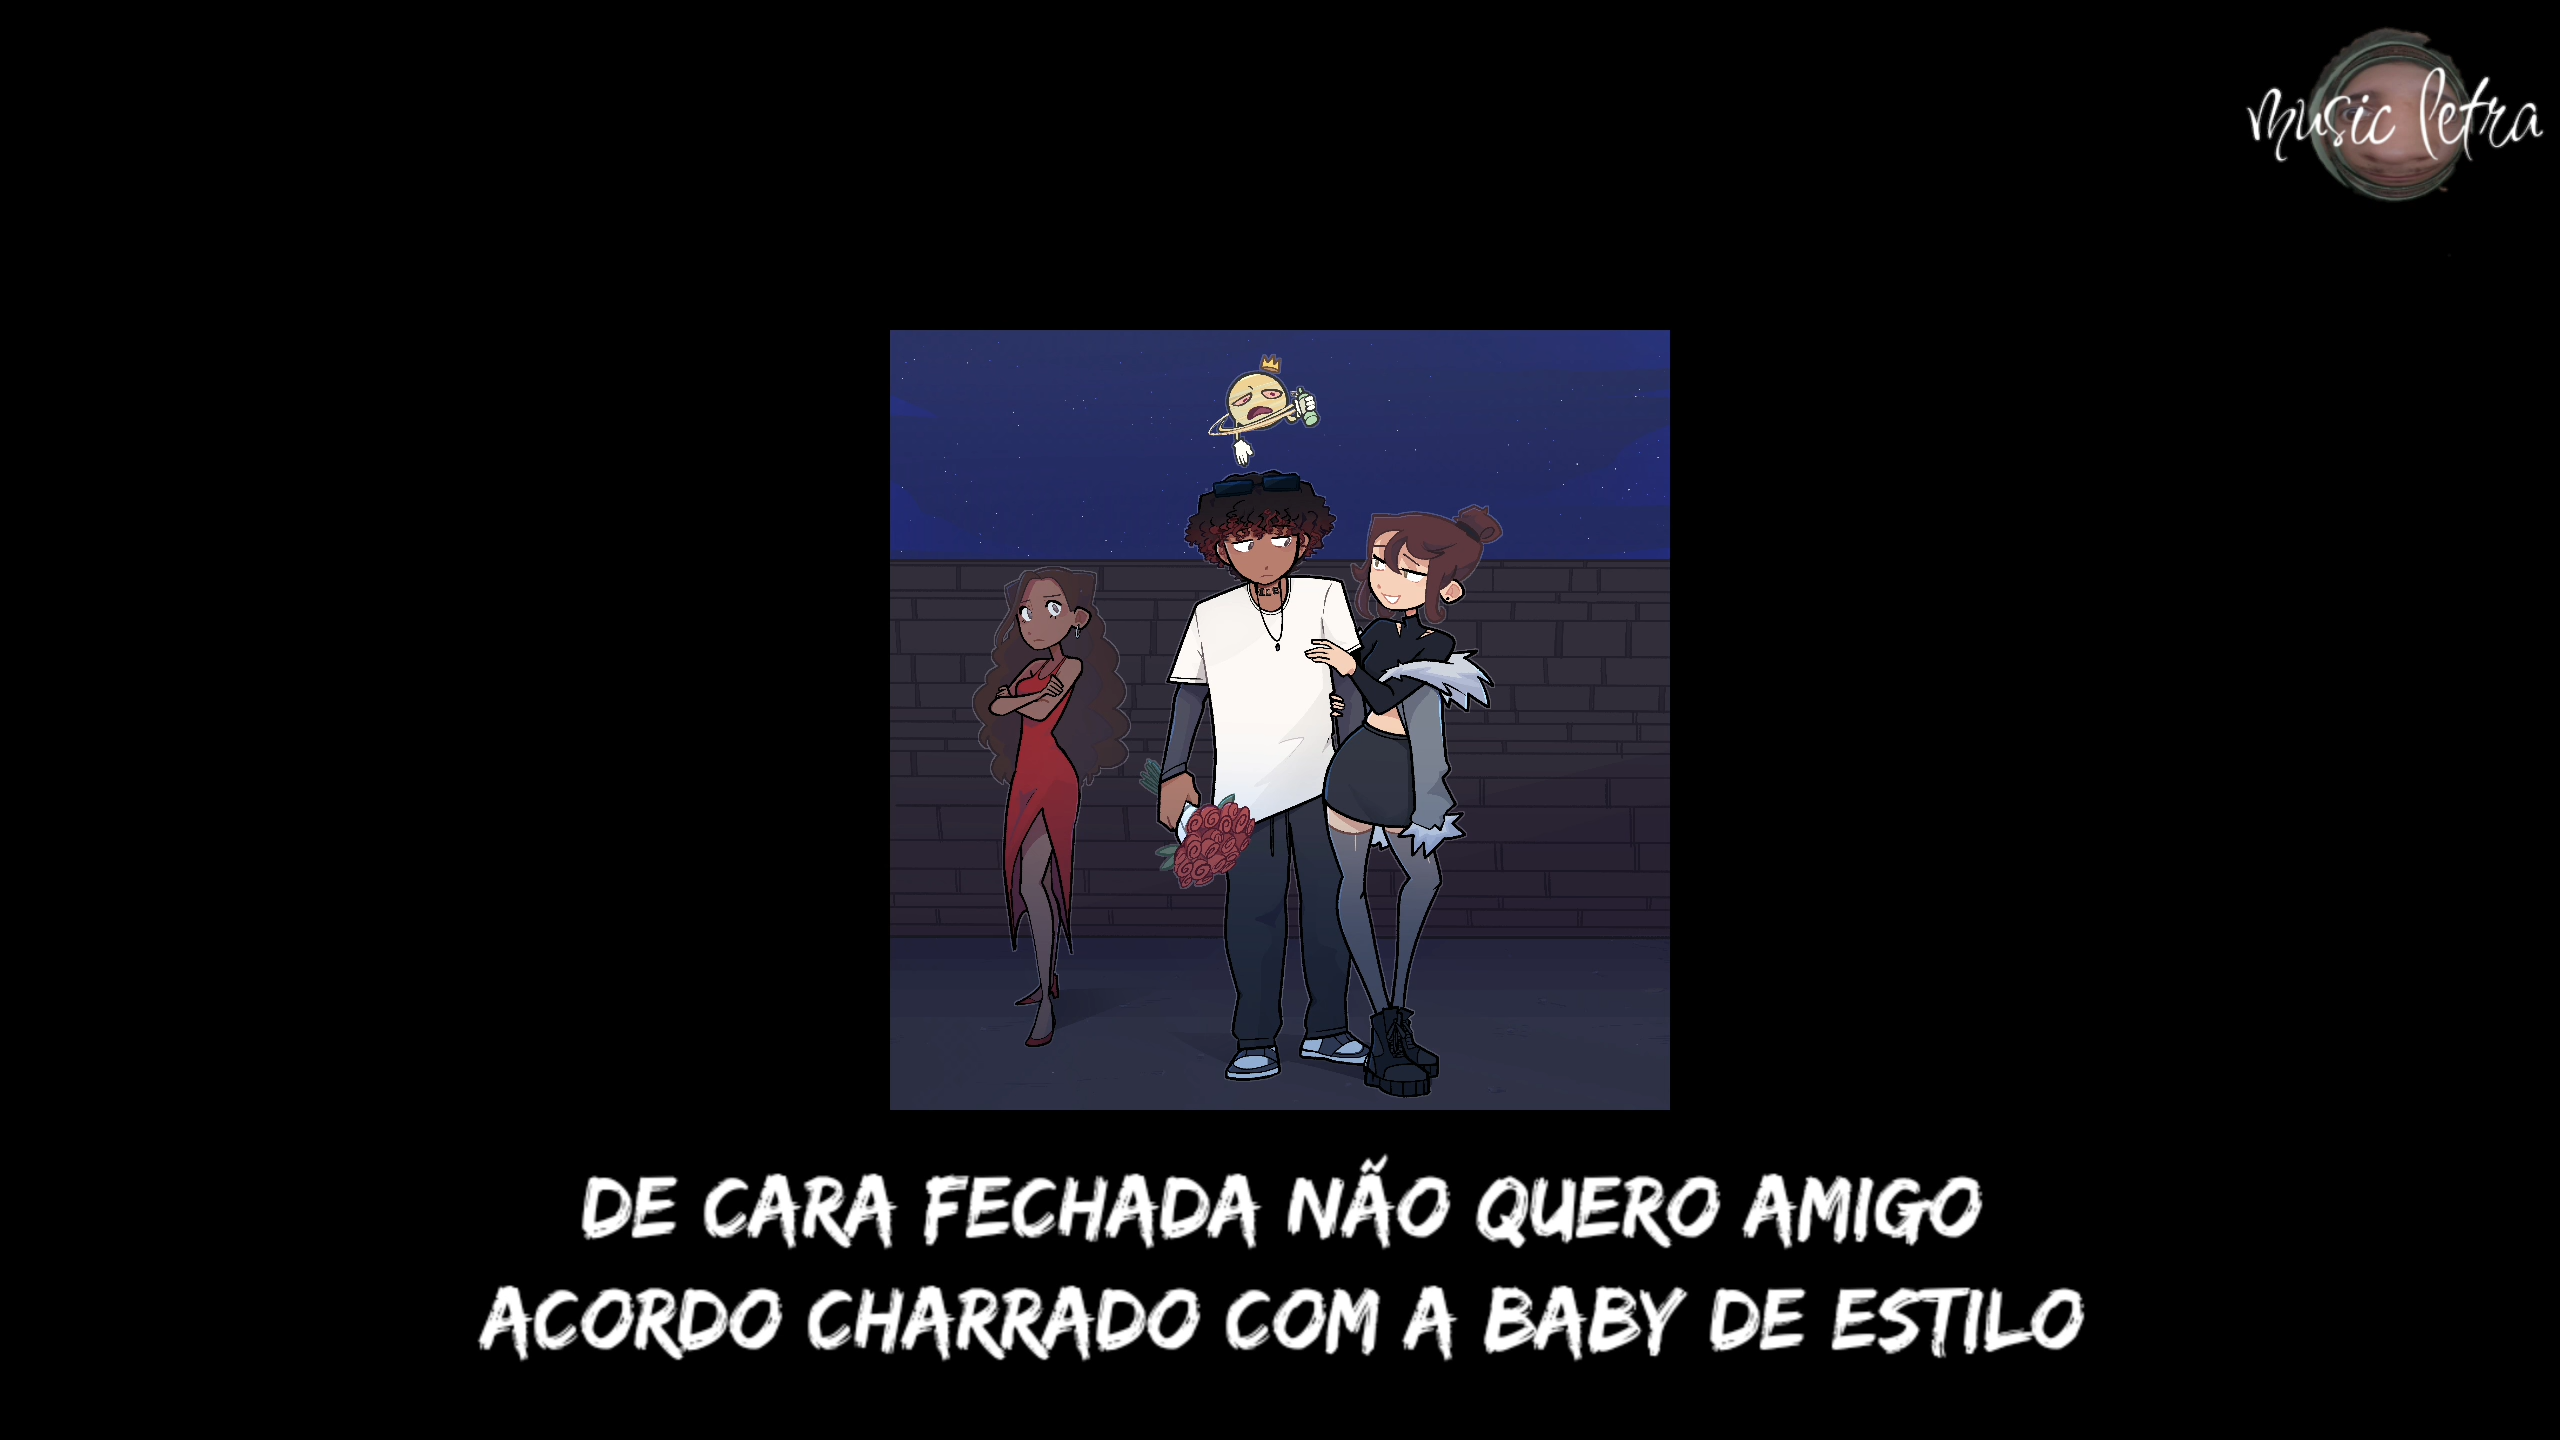 music letra
DE CARA FECHADA NÃO QUERO AMIGO
ACORDO CHARRADO COM A BABY DE ESTILO